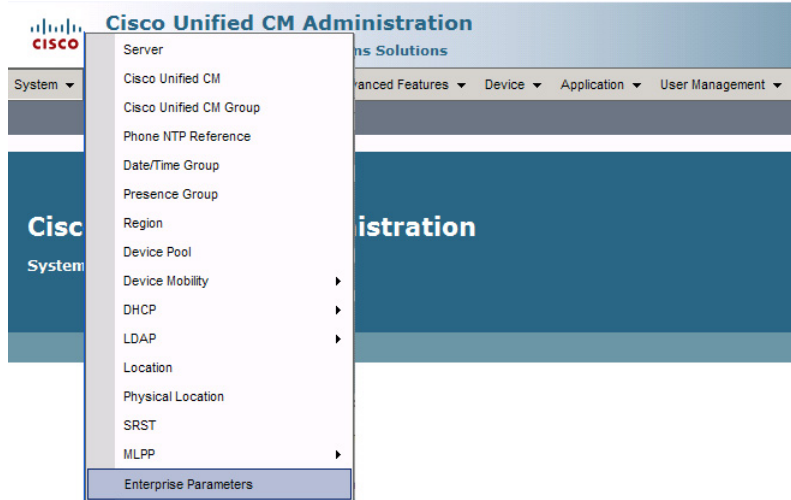 cisco
Cisco Unified CM Administration
ns Solutions
System
vanced Features
Device
Application
User Management
Server
Cisco Unified CM
Cisco Unified CM Group
Phone NTP Reference
Date/Time Group
Presence Group
Region
Device Pool
Device Mobility
DHCP
LDAP
Location
Physical Location
SRST
MLPP
Enterprise Parameters
Cisc
istration
System